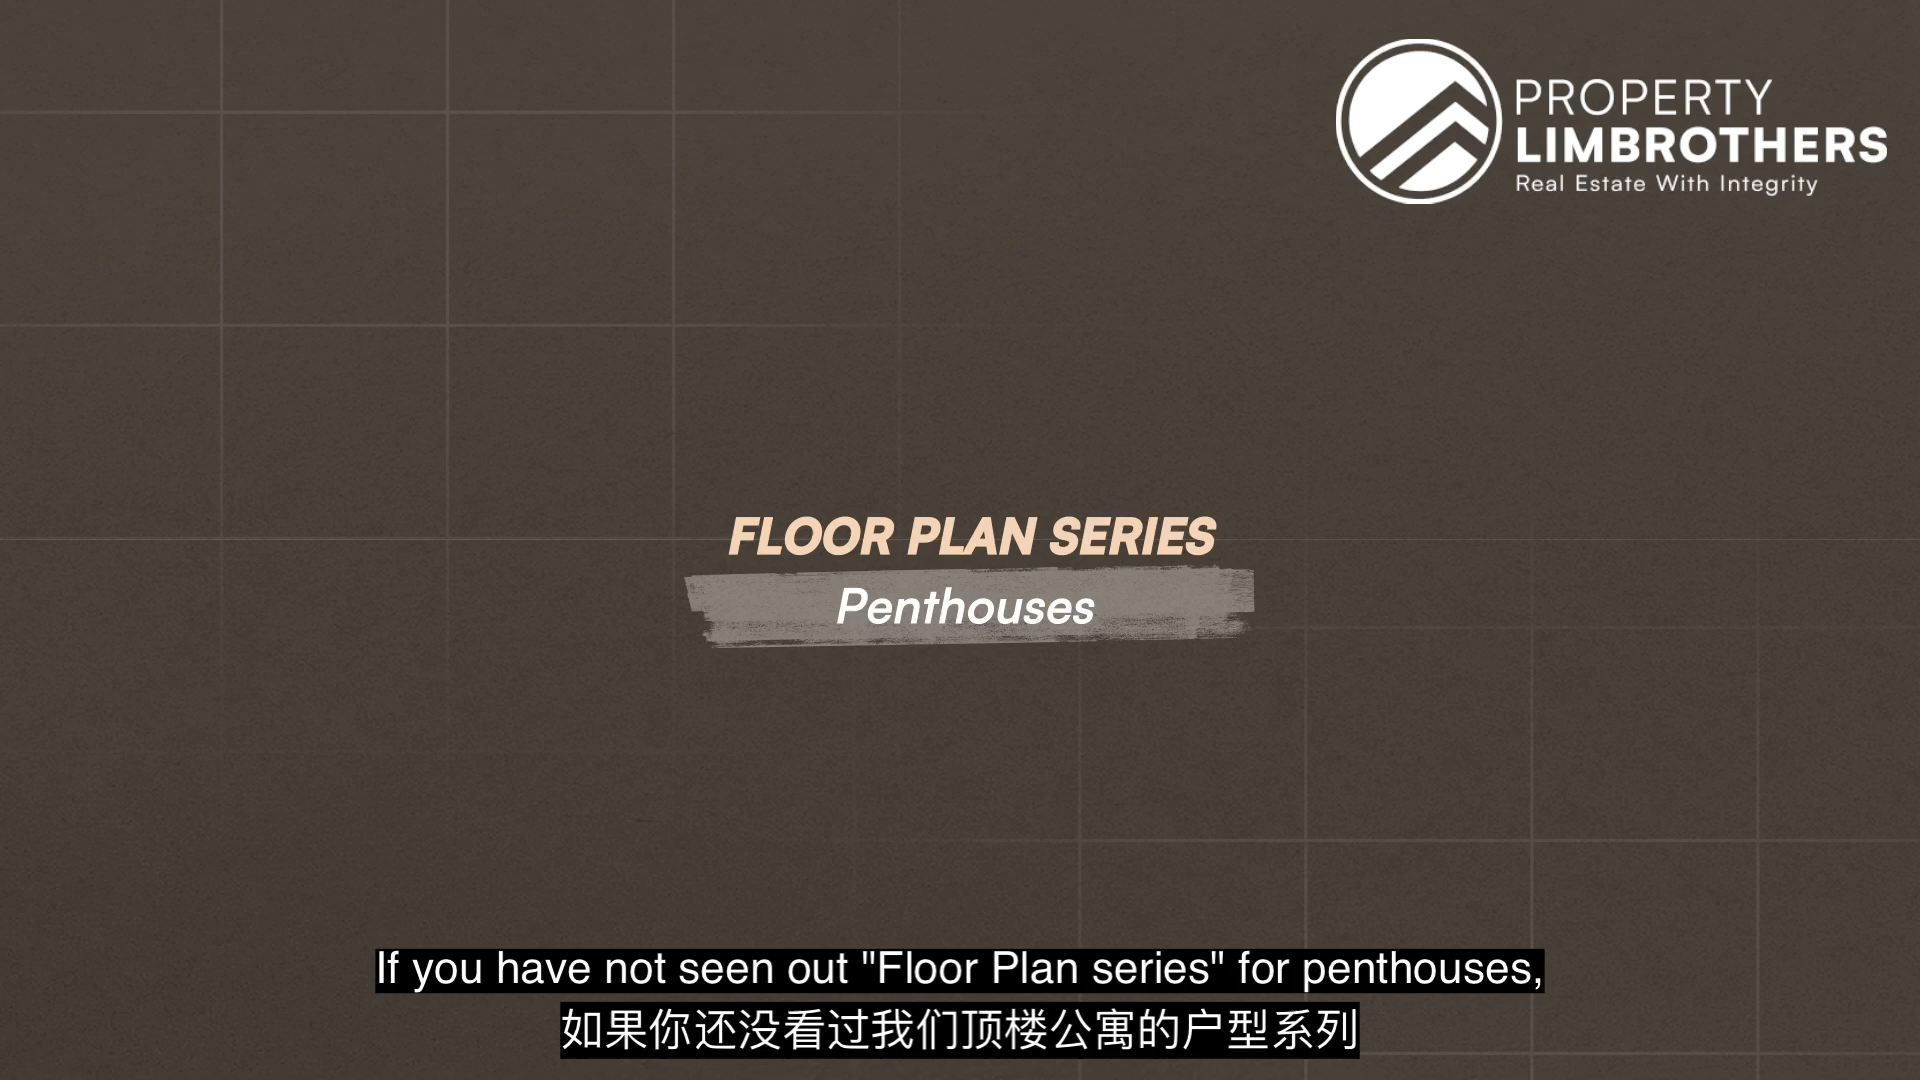 PROPERTY
LIMBROTHERS
Real Estate With Integrity
FLOOR PLAN SERIES
Penthouses
If you have not seen out "Floor Plan series" for penthouses,
如果你还没看过我们顶楼公寓的户型系列